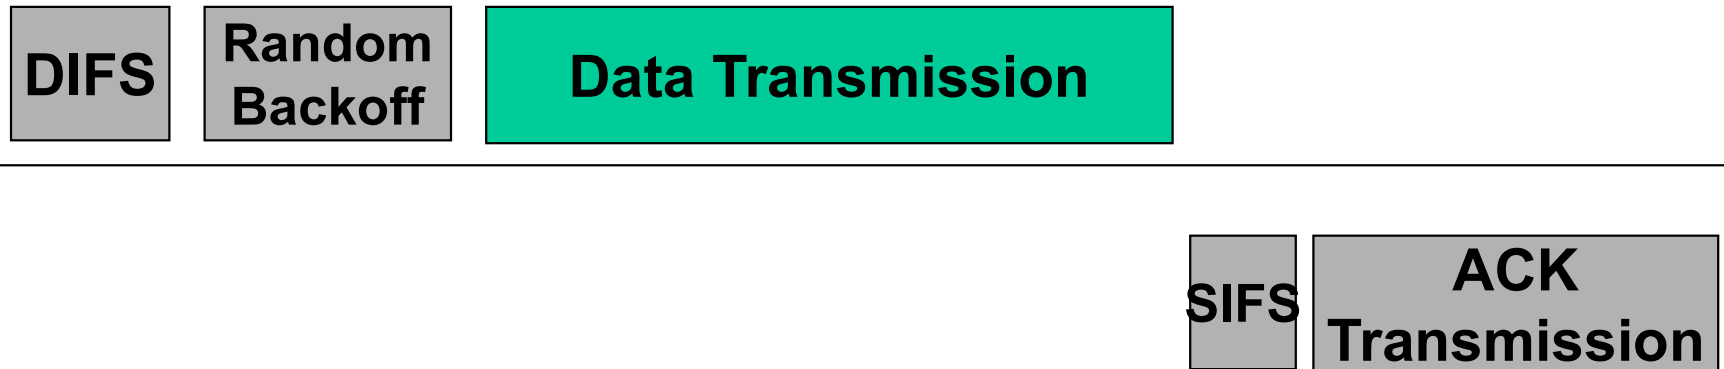 DIFS
Random
Backoff
Data Transmission
SIFS
ACK
Transmission